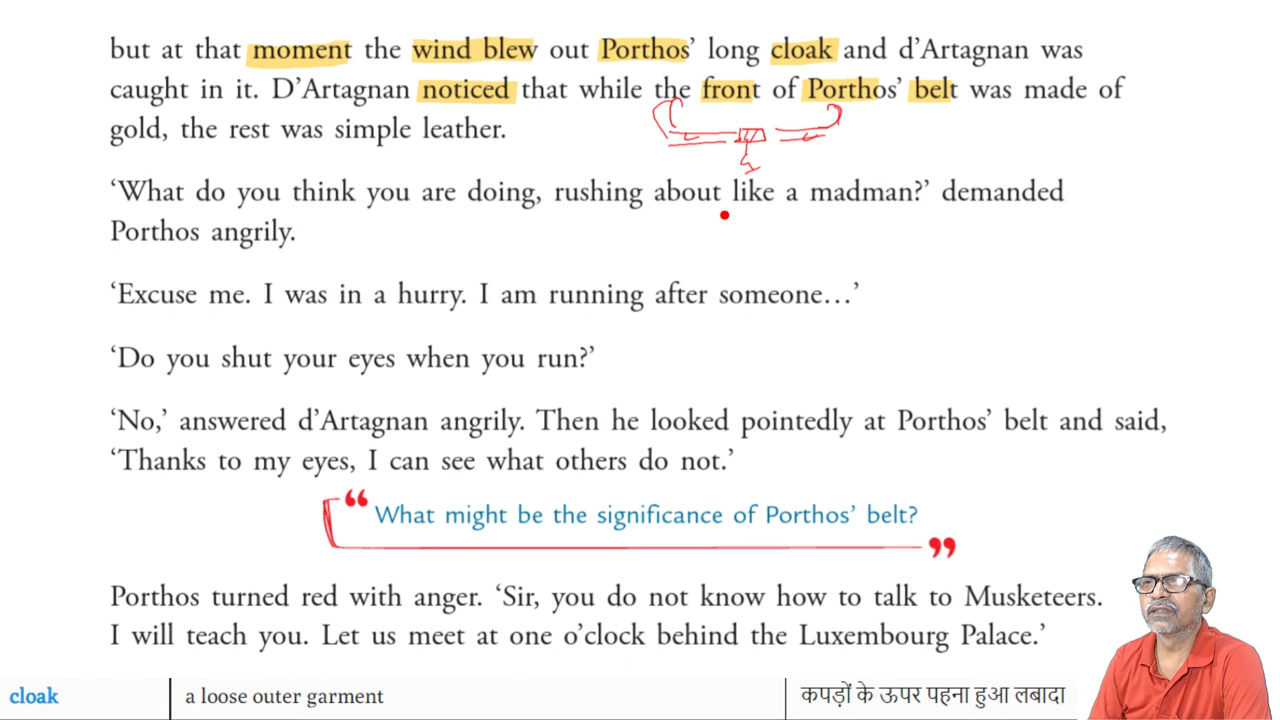 but at that moment the wind blew out Porthos’ long cloak and d’Artagnan was
caught in it. D’Artagnan noticed that while the front of Porthos’ belt was made of
gold, the rest was simple leather.
‘What do you think you are doing, rushing about like a madman?’ demanded
Porthos angrily.
‘Excuse me. I was in a hurry. I am running after someone…’
‘Do you shut your eyes when you run?’
‘No,’ answered d’Artagnan angrily. Then he looked pointedly at Porthos’ belt and said,
‘Thanks to my eyes, I can see what others do not.’
“What might be the significance of Porthos’ belt?”
Porthos turned red with anger. ‘Sir, you do not know how to talk to Musketeers.
I will teach you. Let us meet at one o’clock behind the Luxembourg Palace.’
cloak a loose outer garment कपड़ों के ऊपर पहना हुआ लबादा